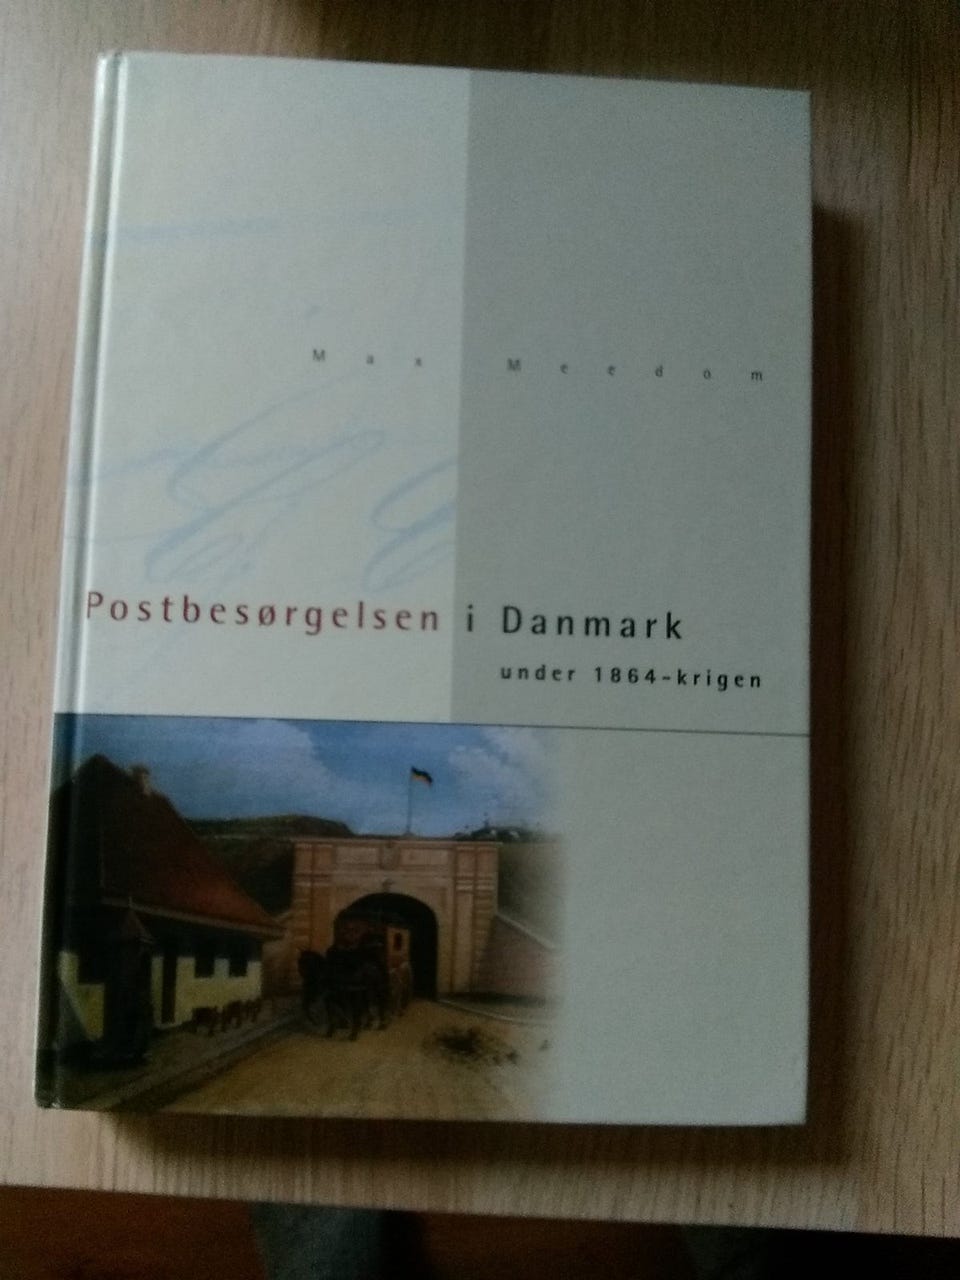 Max Meedom
Postbesørgelsen i Danmark
under 1864-krigen